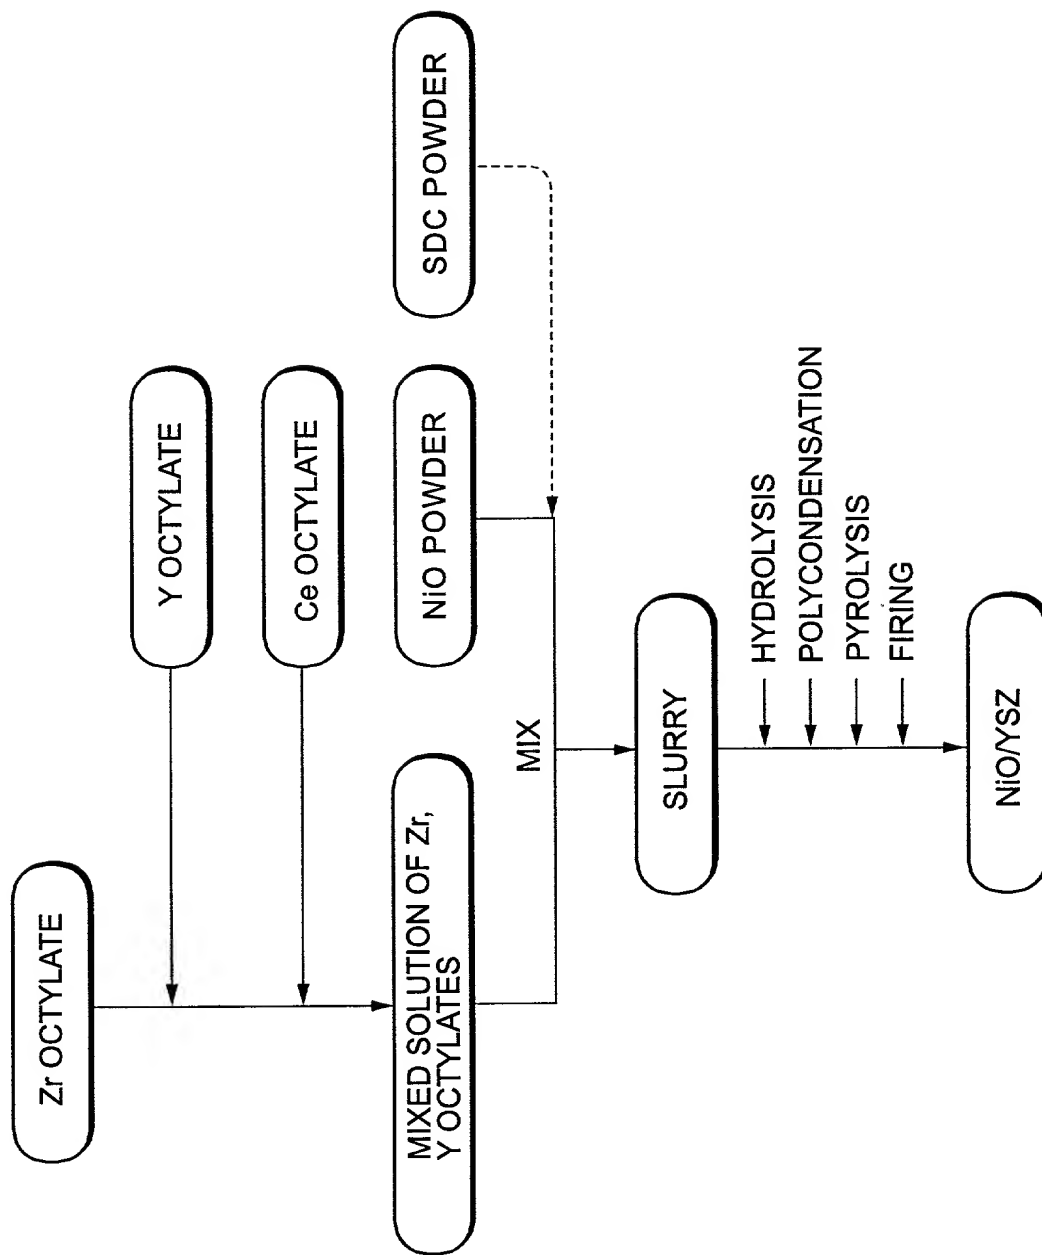 Zr OCTYLATE
Y OCTYLATE
Ce OCTYLATE
MIXED SOLUTION OF Zr,
Y OCTYLATES
NiO POWDER
SDC POWDER
MIX
SLURRY
HYDROLYSIS
POLYCONDENSATION
PYROLYSIS
FIRING
NiO/YSZ